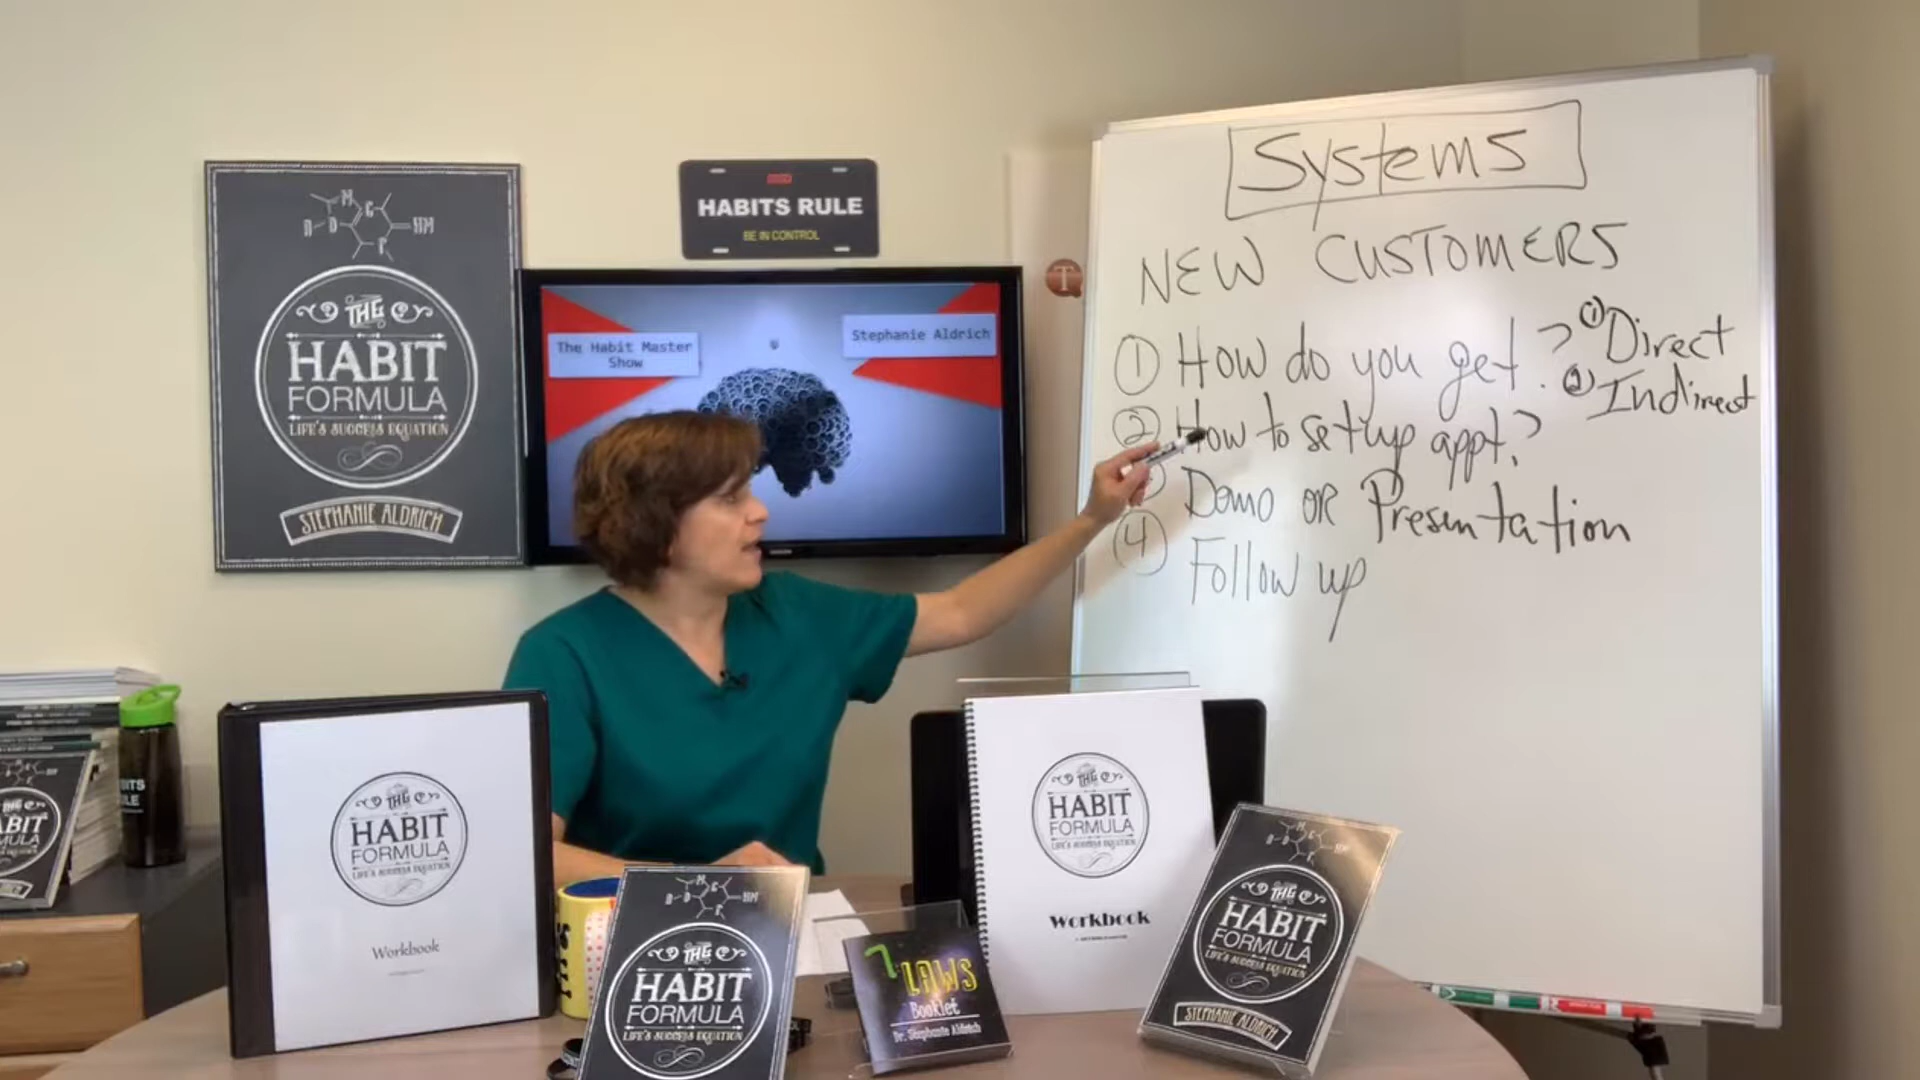 THE
HABIT
FORMULA
LIFE'S SUCCESS EQUATION
STEPHANIE ALDRICH
HABITS RULE
BE IN CONTROL
The Habit Master
Show
Stephanie Aldrich
T
Systems
NEW CUSTOMERS
① How do you get? ① Direct
② Indirect
② How to set up appt?
Demo OR Presentation
④ Follow up
THE
HABIT
FORMULA
LIFE'S SUCCESS EQUATION
Workbook
THE
HABIT
FORMULA
LIFE'S SUCCESS EQUATION
7 LAWS
Booklet
Dr. Stephanie Aldrich
THE
HABIT
FORMULA
LIFE'S SUCCESS EQUATION
Workbook
THE
HABIT
FORMULA
LIFE'S SUCCESS EQUATION
STEPHANIE ALDRICH